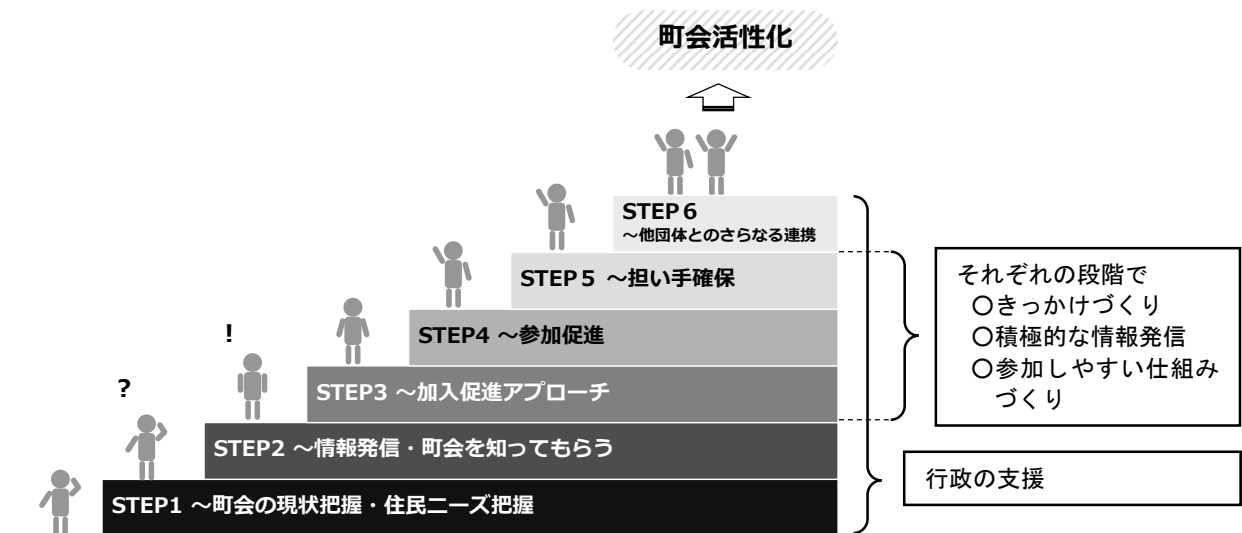 町会活性化
STEP６
～他団体とのさらなる連携
STEP５ ～担い手確保
STEP4 ～参加促進
!
STEP3 ～加入促進アプローチ
?
STEP2 ～情報発信・町会を知ってもらう
STEP1 ～町会の現状把握・住民ニーズ把握
それぞれの段階で
○きっかけづくり
○積極的な情報発信
○参加しやすい仕組み
づくり
行政の支援